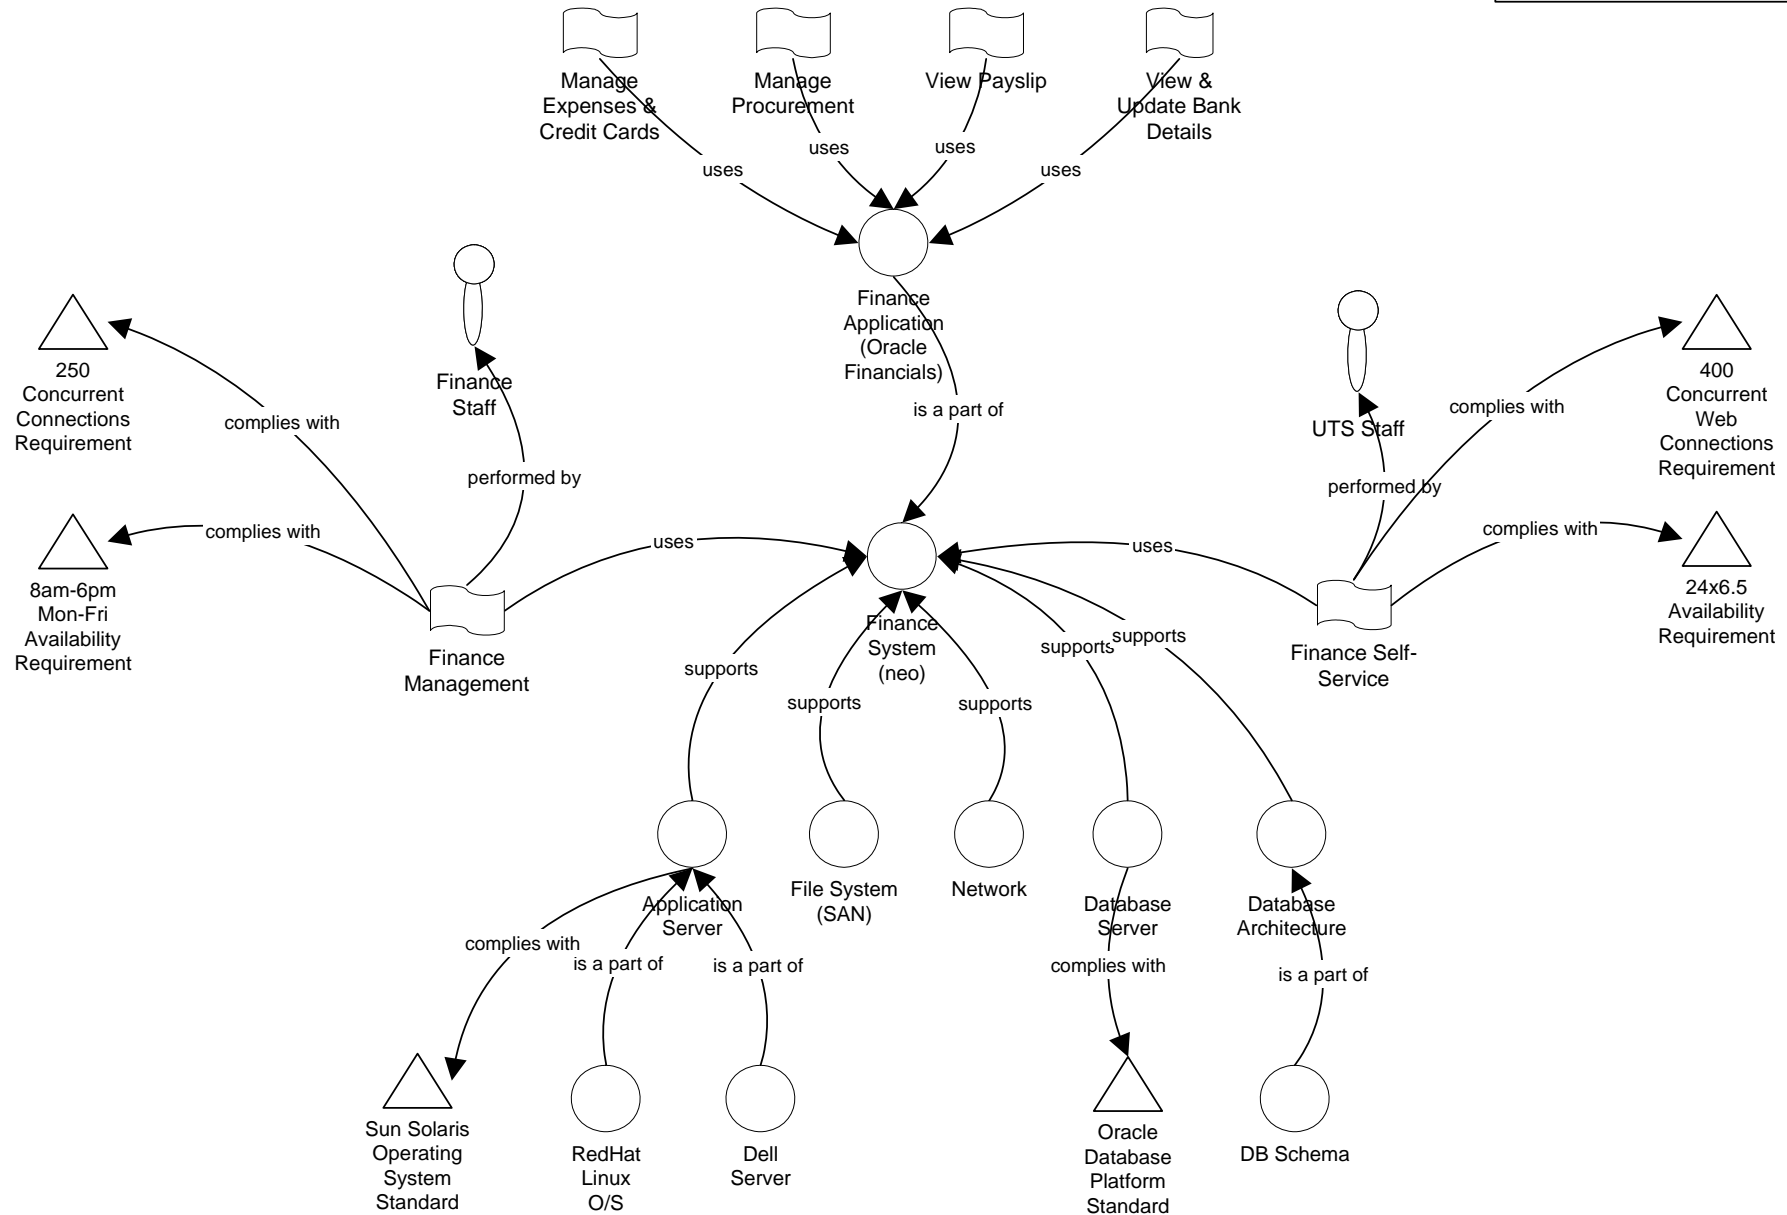 Manage
Expenses &
Credit Cards
Manage
Procurement
View Payslip
View &
Update Bank
Details
uses
uses
uses
uses
Finance
Application
(Oracle
Financials)
is a part of
250
Concurrent
Connections
Requirement
complies with
Finance
Staff
performed by
8am-6pm
Mon-Fri
Availability
Requirement
complies with
Finance
Management
uses
Finance
System
(neo)
uses
UTS Staff
performed by
complies with
400
Concurrent
Web
Connections
Requirement
complies with
24x6.5
Availability
Requirement
Finance Self-
Service
supports
supports
supports
supports
supports
Application
Server
File System
(SAN)
Network
Database
Server
Database
Architecture
complies with
is a part of
is a part of
complies with
is a part of
Sun Solaris
Operating
System
Standard
RedHat
Linux
O/S
Dell
Server
Oracle
Database
Platform
Standard
DB Schema